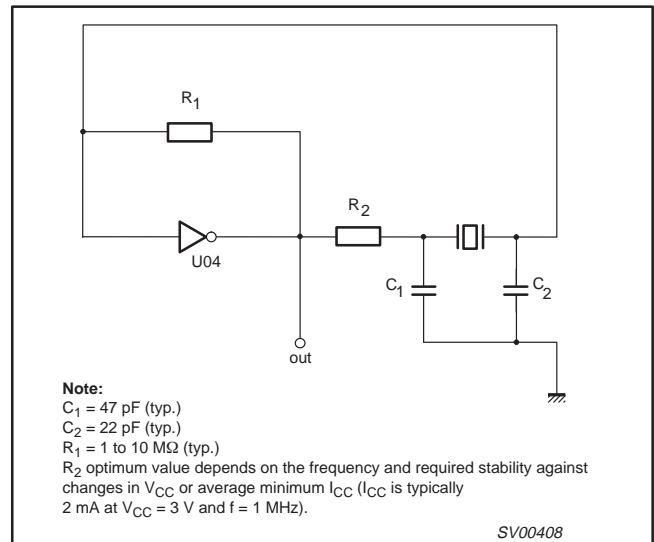 R1
R2
U04
C1
C2
out
Note:
C1 = 47 pF (typ.)
C2 = 22 pF (typ.)
R1 = 1 to 10 MΩ (typ.)
R2 optimum value depends on the frequency and required stability against
changes in VCC or average minimum ICC (ICC is typically
2 mA at VCC = 3 V and f = 1 MHz).
SV00408